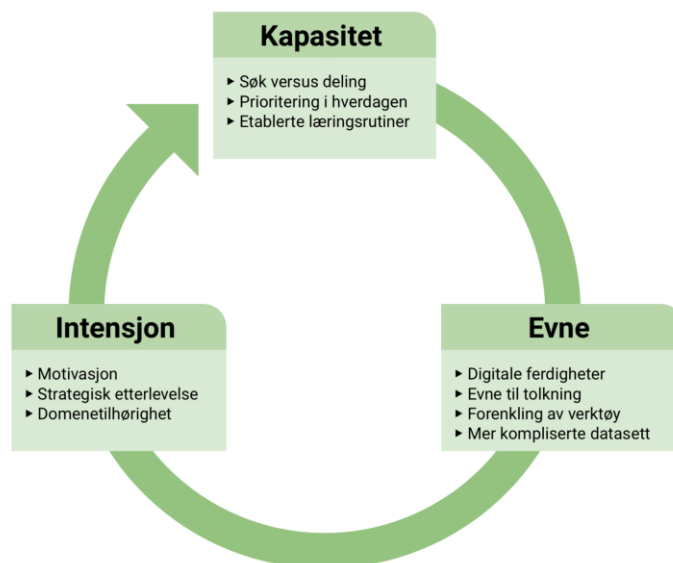 Kapasitet
▸ Søk versus deling
▸ Prioritering i hverdagen
▸ Etablerte læringsrutiner
Intensjon
▸ Motivasjon
▸ Strategisk etterlevelse
▸ Domenetilhørighet
Evne
▸ Digitale ferdigheter
▸ Evne til tolkning
▸ Forenkling av verktøy
▸ Mer kompliserte datasett